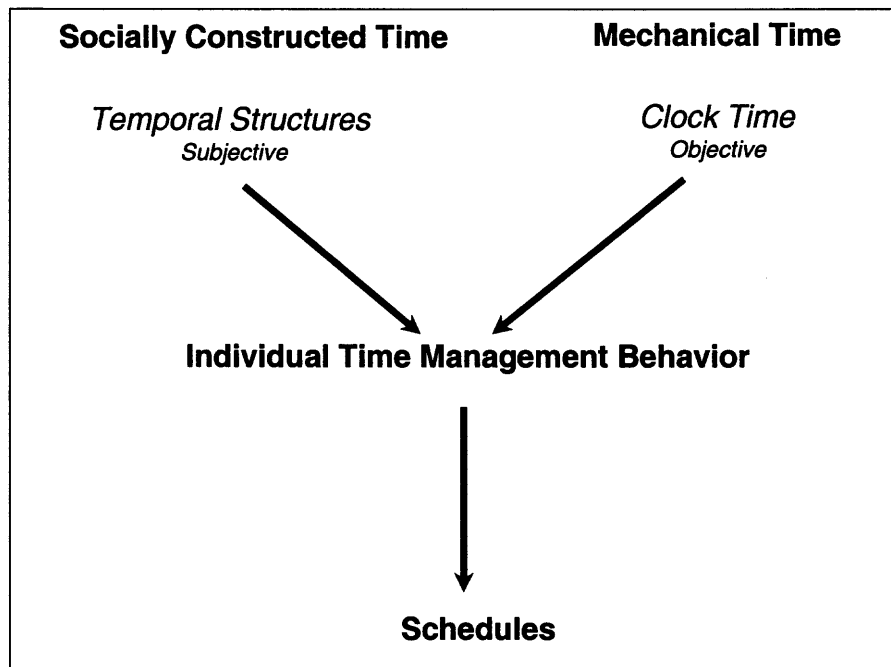 Socially Constructed Time
Mechanical Time
Temporal Structures
Subjective
Clock Time
Objective
Individual Time Management Behavior
Schedules